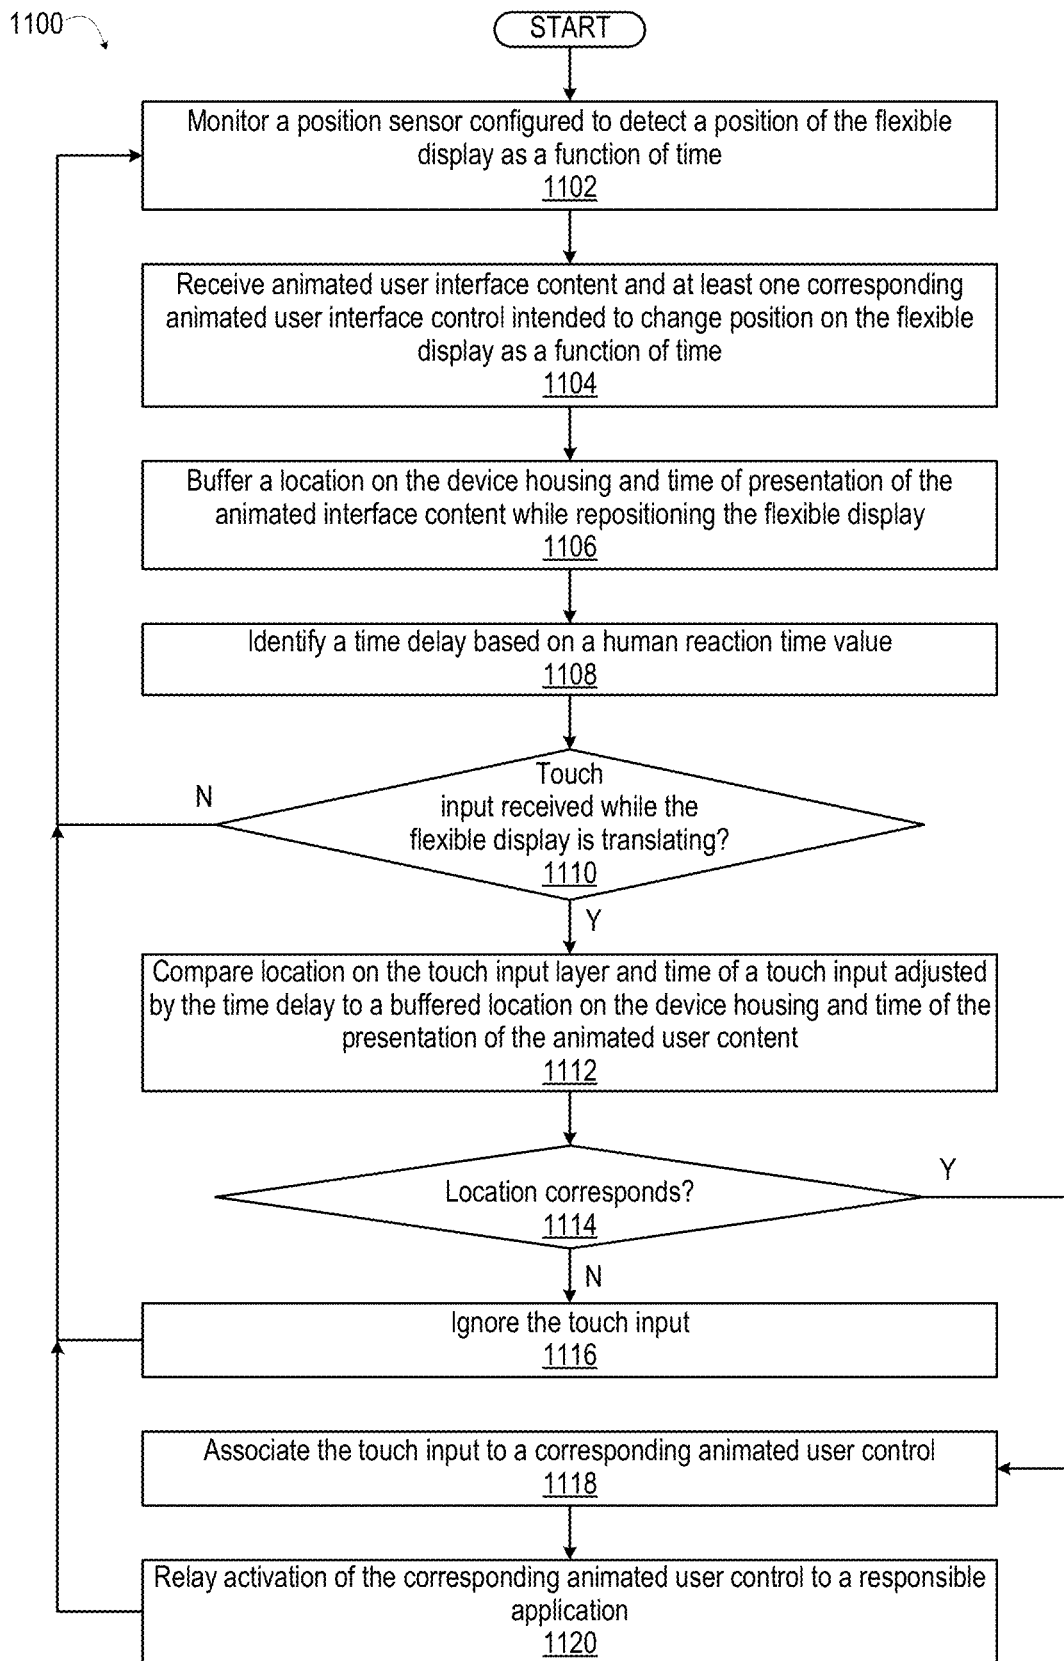 1100
START
Monitor a position sensor configured to detect a position of the flexible
display as a function of time
1102
Receive animated user interface content and at least one corresponding
animated user interface control intended to change position on the flexible
display as a function of time
1104
Buffer a location on the device housing and time of presentation of the
animated interface content while repositioning the flexible display
1106
Identify a time delay based on a human reaction time value
1108
Touch
input received while the
flexible display is translating?
1110
N
Y
Compare location on the touch input layer and time of a touch input adjusted
by the time delay to a buffered location on the device housing and time of the
presentation of the animated user content
1112
Location corresponds?
1114
Y
N
Ignore the touch input
1116
Associate the touch input to a corresponding animated user control
1118
Relay activation of the corresponding animated user control to a responsible
application
1120